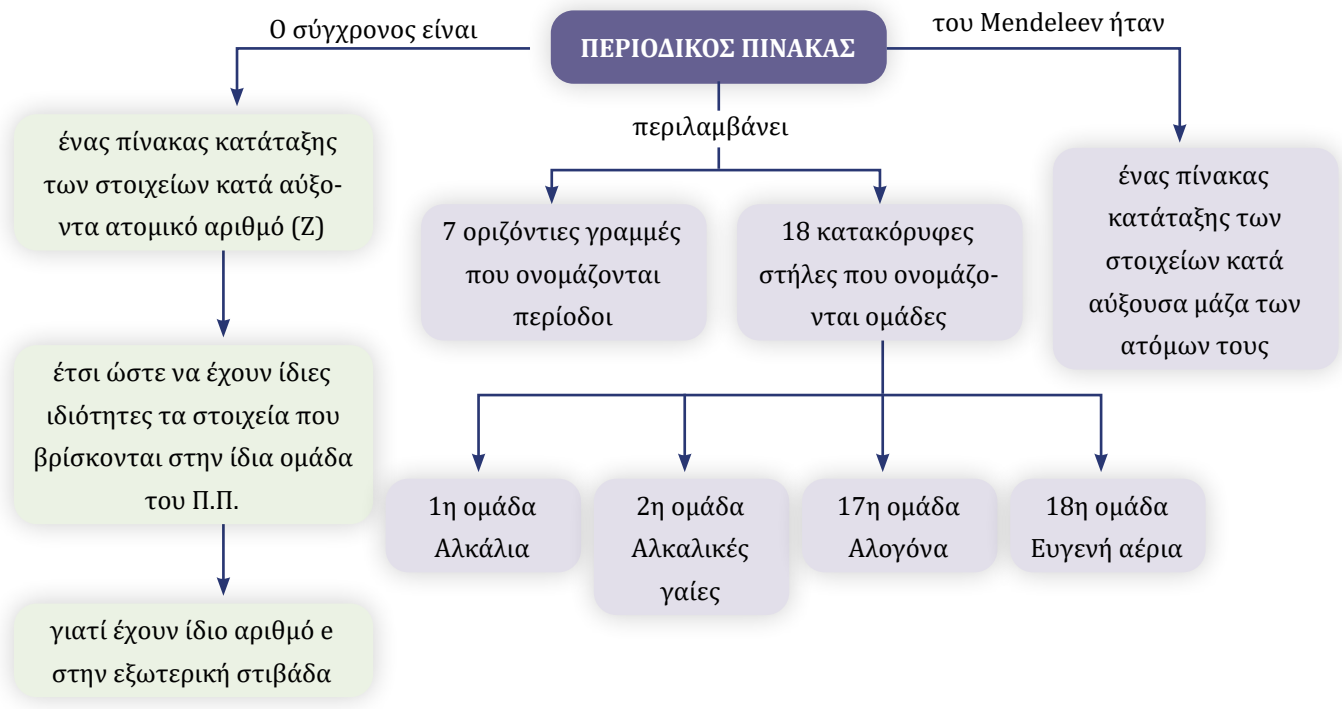 Ο σύγχρονος είναι
ΠΕΡΙΟΔΙΚΟΣ ΠΙΝΑΚΑΣ
του Mendeleev ήταν
ένας πίνακας κατάταξης
των στοιχείων κατά αύξο-
ντα ατομικό αριθμό (Ζ)
έτσι ώστε να έχουν ίδιες
ιδιότητες τα στοιχεία που
βρίσκονται στην ίδια ομάδα
του Π.Π.
γιατί έχουν ίδιο αριθμό e
στην εξωτερική στιβάδα
περιλαμβάνει
7 οριζόντιες γραμμές
που ονομάζονται
περίοδοι
18 κατακόρυφες
στήλες που ονομάζο-
νται ομάδες
1η ομάδα
Αλκάλια
2η ομάδα
Αλκαλικές
γαίες
17η ομάδα
Αλογόνα
18η ομάδα
Ευγενή αέρια
ένας πίνακας
κατάταξης των
στοιχείων κατά
αύξουσα μάζα των
ατόμων τους